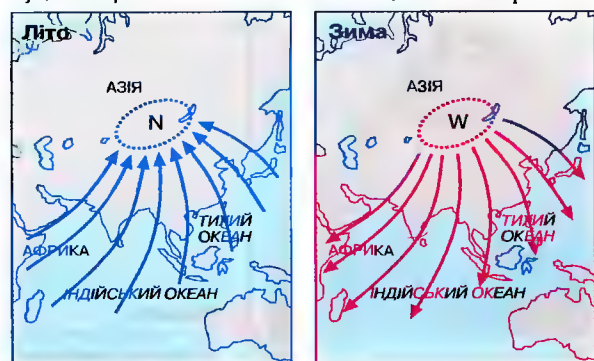 Літо
АЗІЯ
N
ТИХИЙ
ОКЕАН
АФРИКА
ІНДІЙСЬКИЙ ОКЕАН
Зима
АЗІЯ
W
ТИХИЙ
ОКЕАН
АФРИКА
ІНДІЙСЬКИЙ ОКЕАН